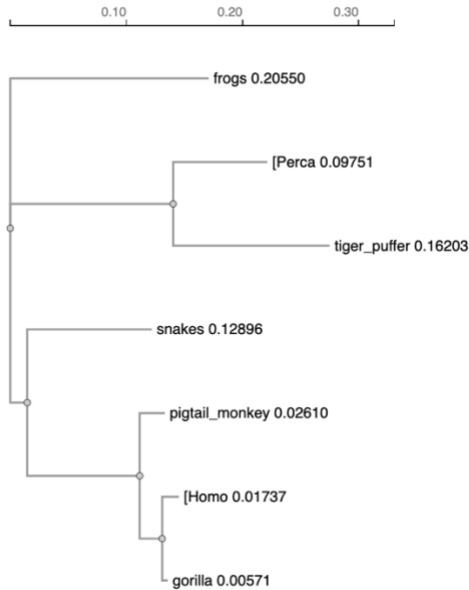 0.10 0.20 0.30
frogs 0.20550
[Perca 0.09751
tiger_puffer 0.16203
snakes 0.12896
pigtail_monkey 0.02610
[Homo 0.01737
gorilla 0.00571